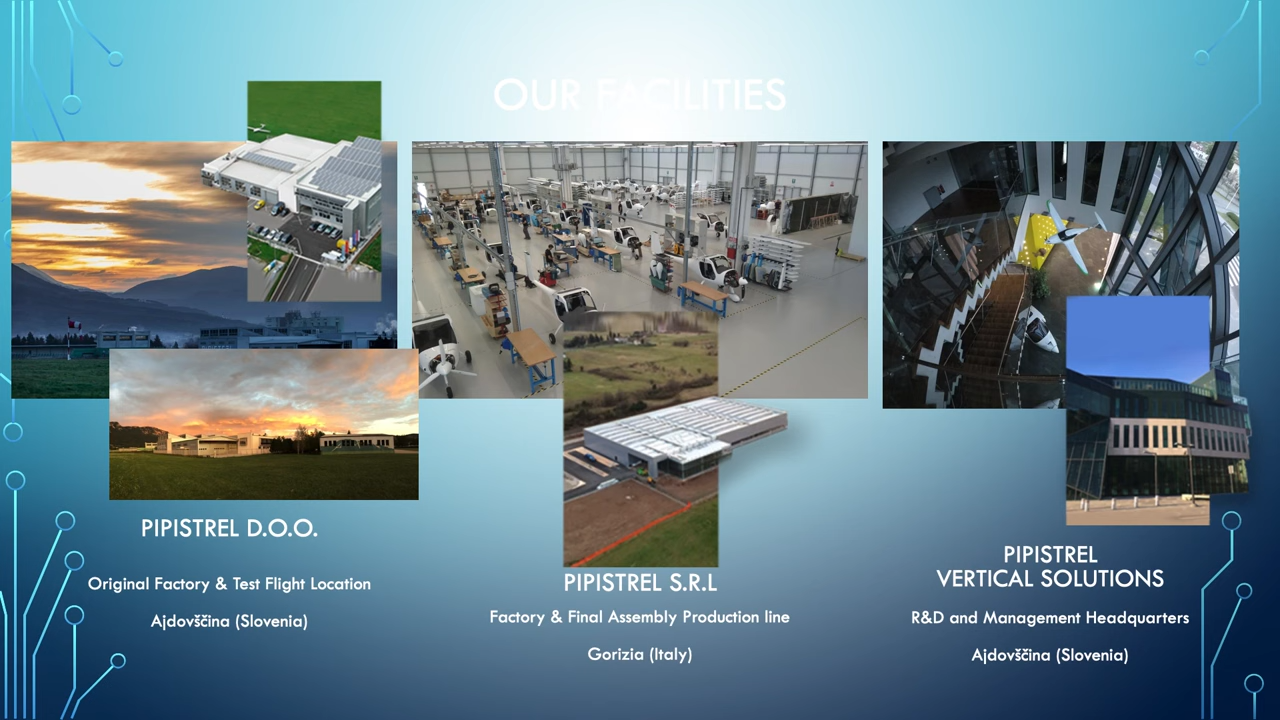 OUR FACILITIES
PIPISTREL D.O.O.
Original Factory & Test Flight Location
Ajdovščina (Slovenia)
PIPISTREL S.R.L
Factory & Final Assembly Production line
Gorizia (Italy)
PIPISTREL
VERTICAL SOLUTIONS
R&D and Management Headquarters
Ajdovščina (Slovenia)